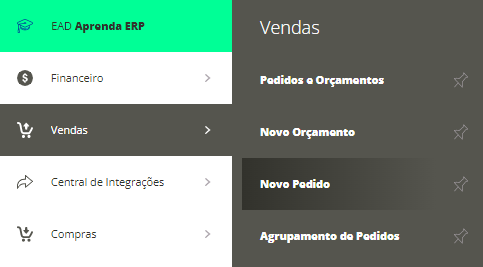 EAD Aprenda ERP
Financeiro
Vendas
Central de Integrações
Compras
Vendas
Pedidos e Orçamentos
Novo Orçamento
Novo Pedido
Agrupamento de Pedidos